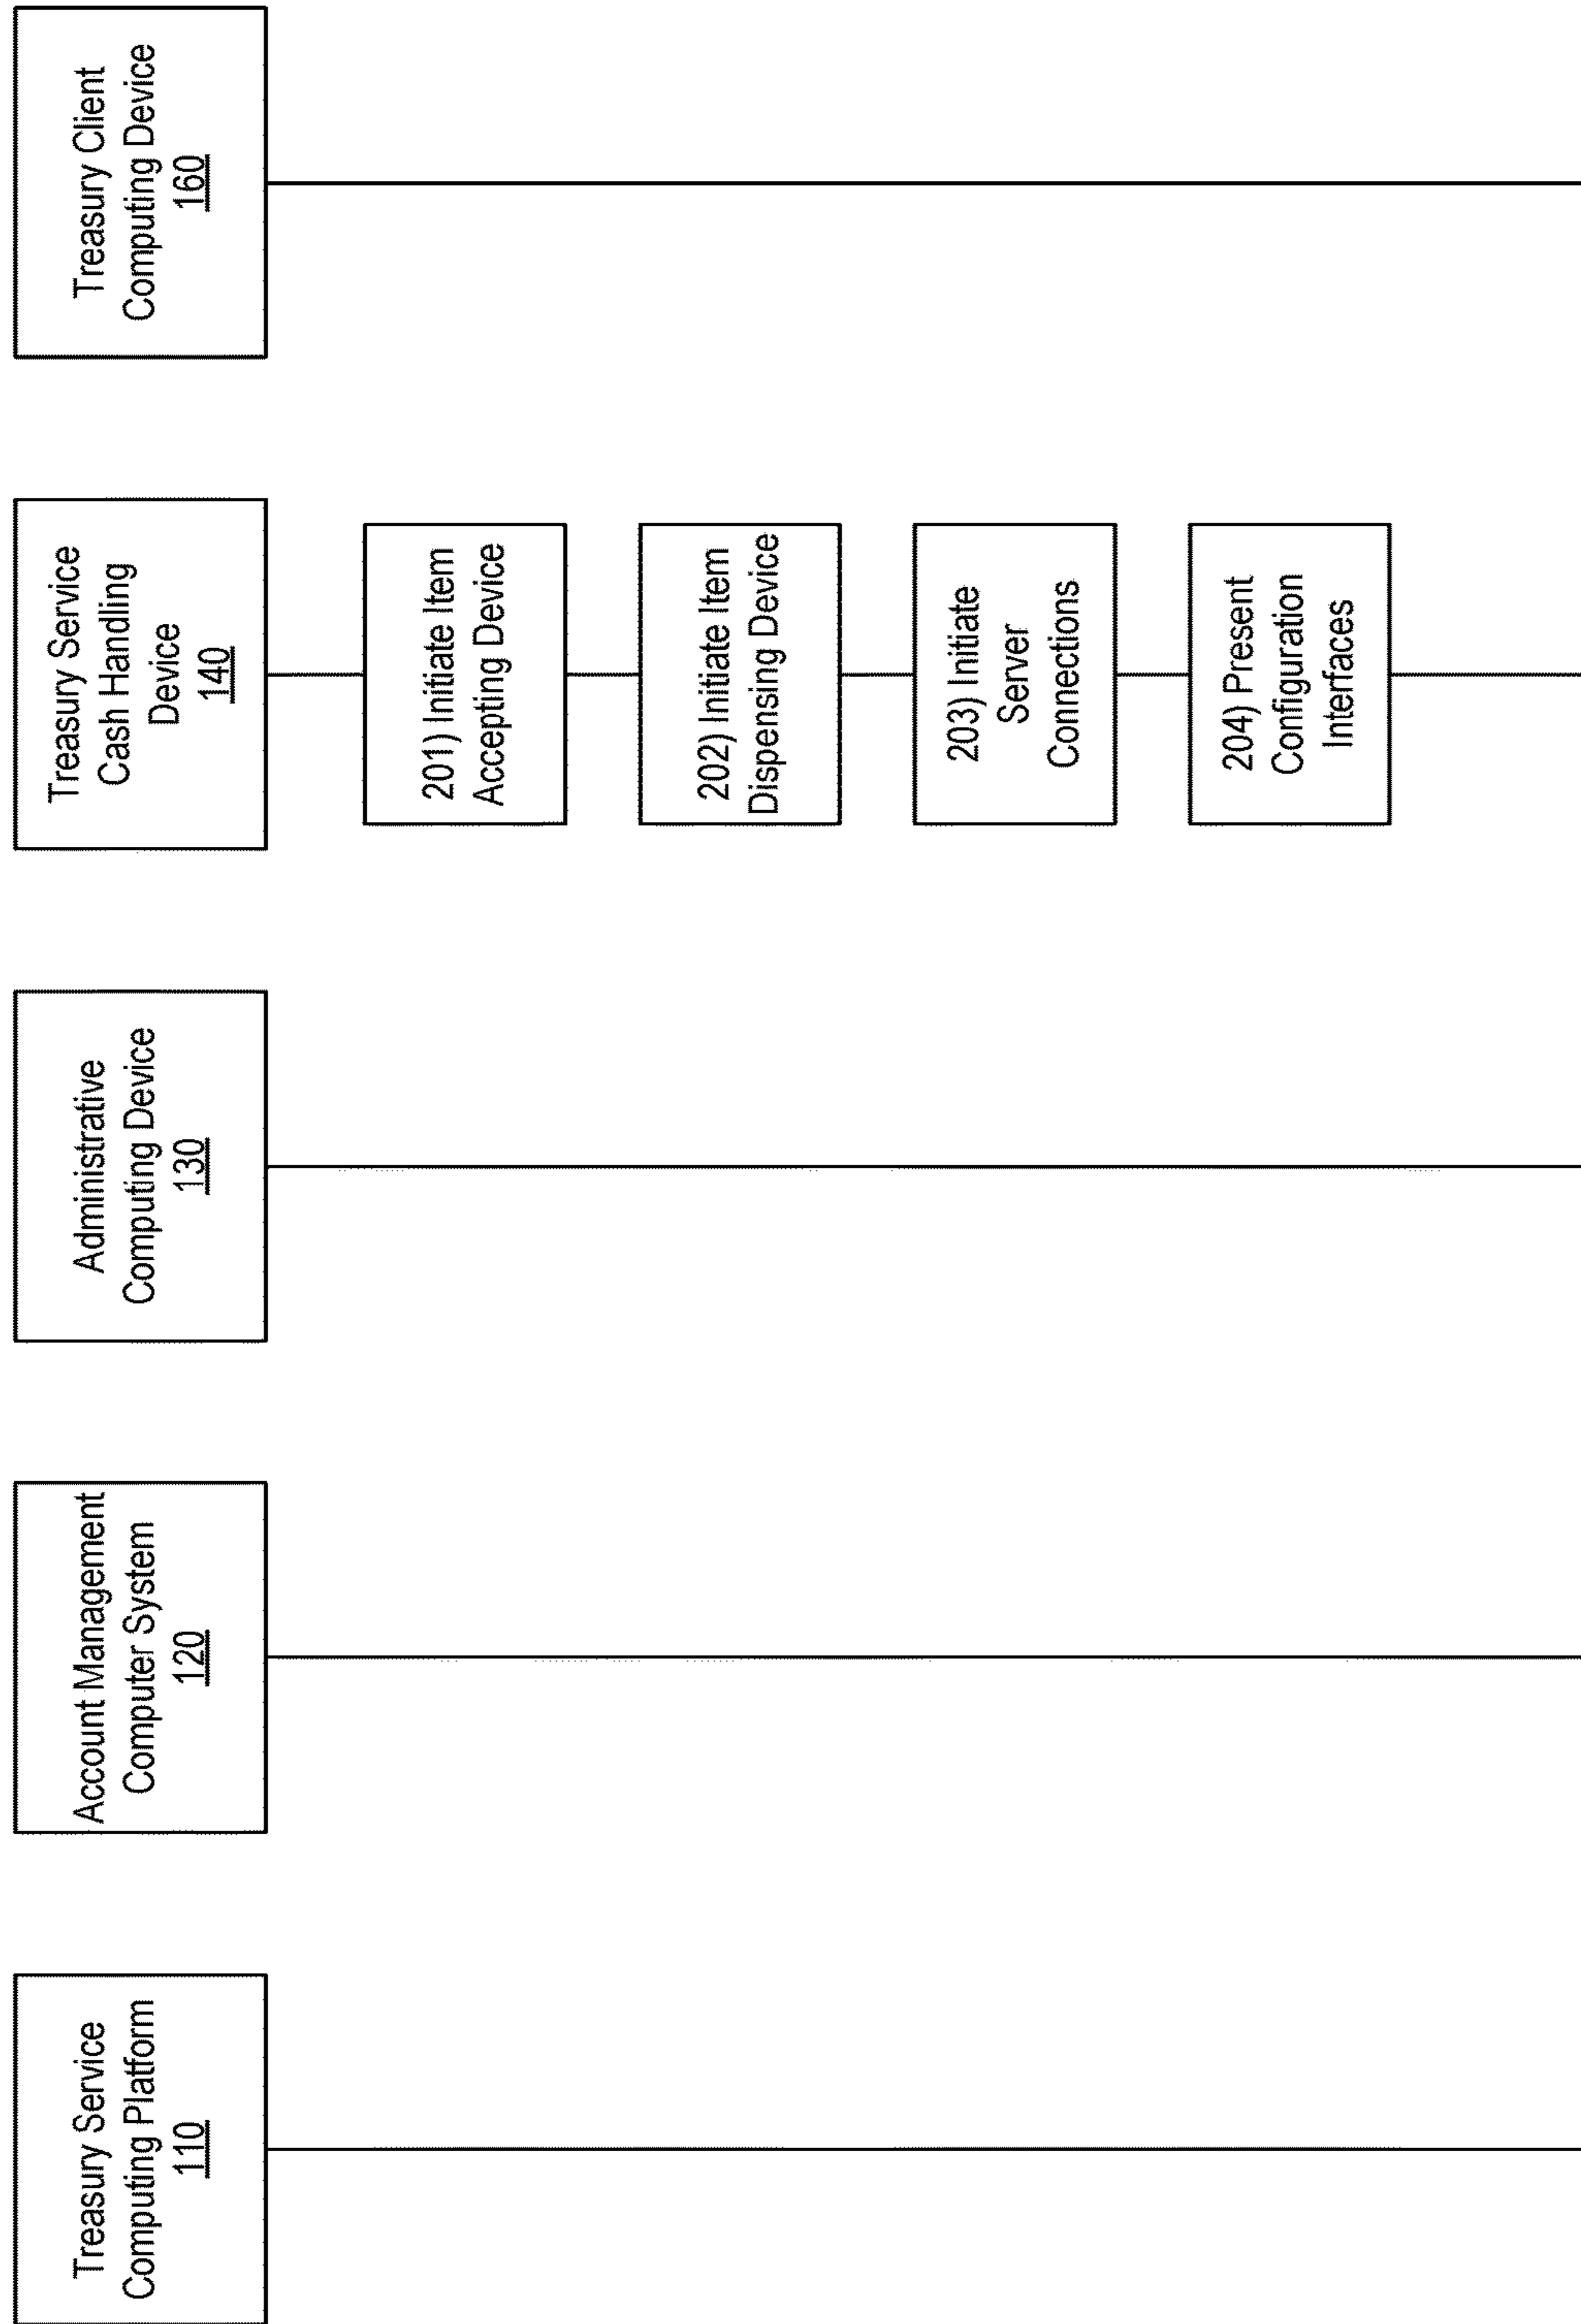 Treasury Service
Computing Platform
110
Account Management
Computer System
120
Administrative
Computing Device
130
Treasury Service
Cash Handling
Device
140
Treasury Client
Computing Device
160
201) Initiate Item
Accepting Device
202) Initiate Item
Dispensing Device
203) Initiate
Server
Connections
204) Present
Configuration
Interfaces